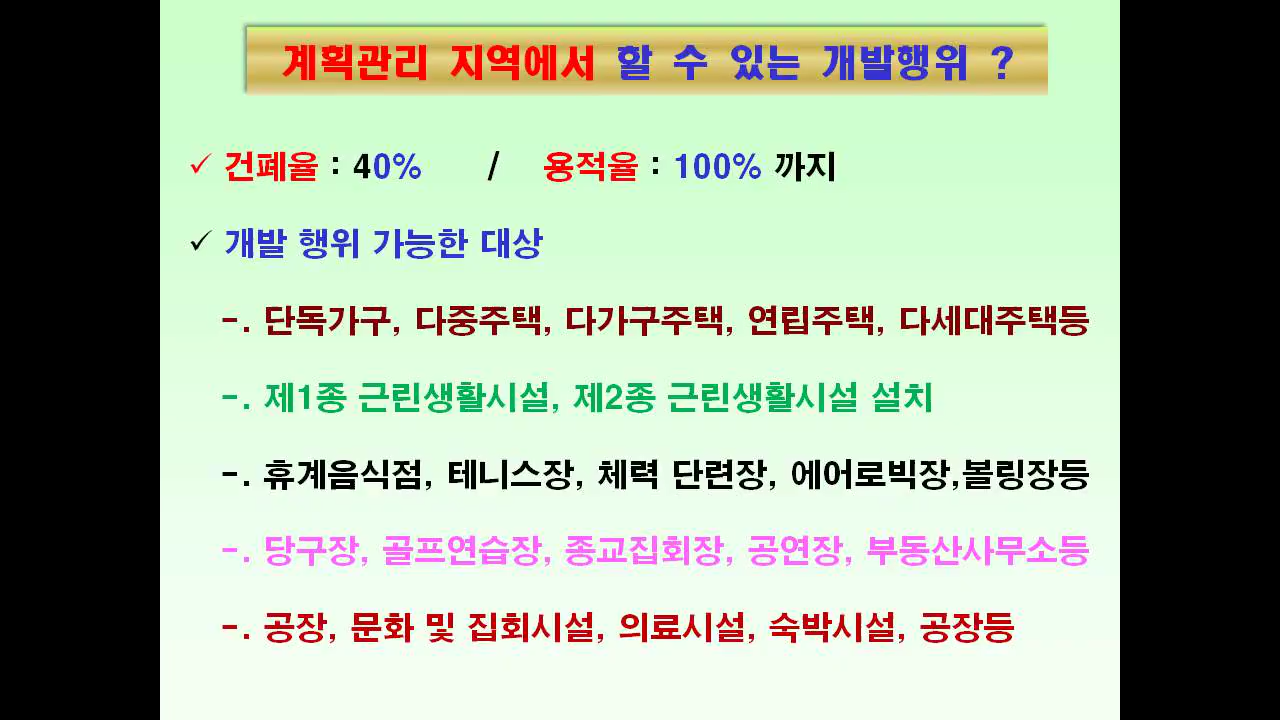 계획관리 지역에서 할 수 있는 개발행위 ?
✓ 건폐율 : 40% / 용적율 : 100% 까지
✓ 개발 행위 가능한 대상
-. 단독가구, 다중주택, 다가구주택, 연립주택, 다세대주택등
-. 제1종 근린생활시설, 제2종 근린생활시설 설치
-. 휴계음식점, 테니스장, 체력 단련장, 에어로빅장,볼링장등
-. 당구장, 골프연습장, 종교집회장, 공연장, 부동산사무소등
-. 공장, 문화 및 집회시설, 의료시설, 숙박시설, 공장등